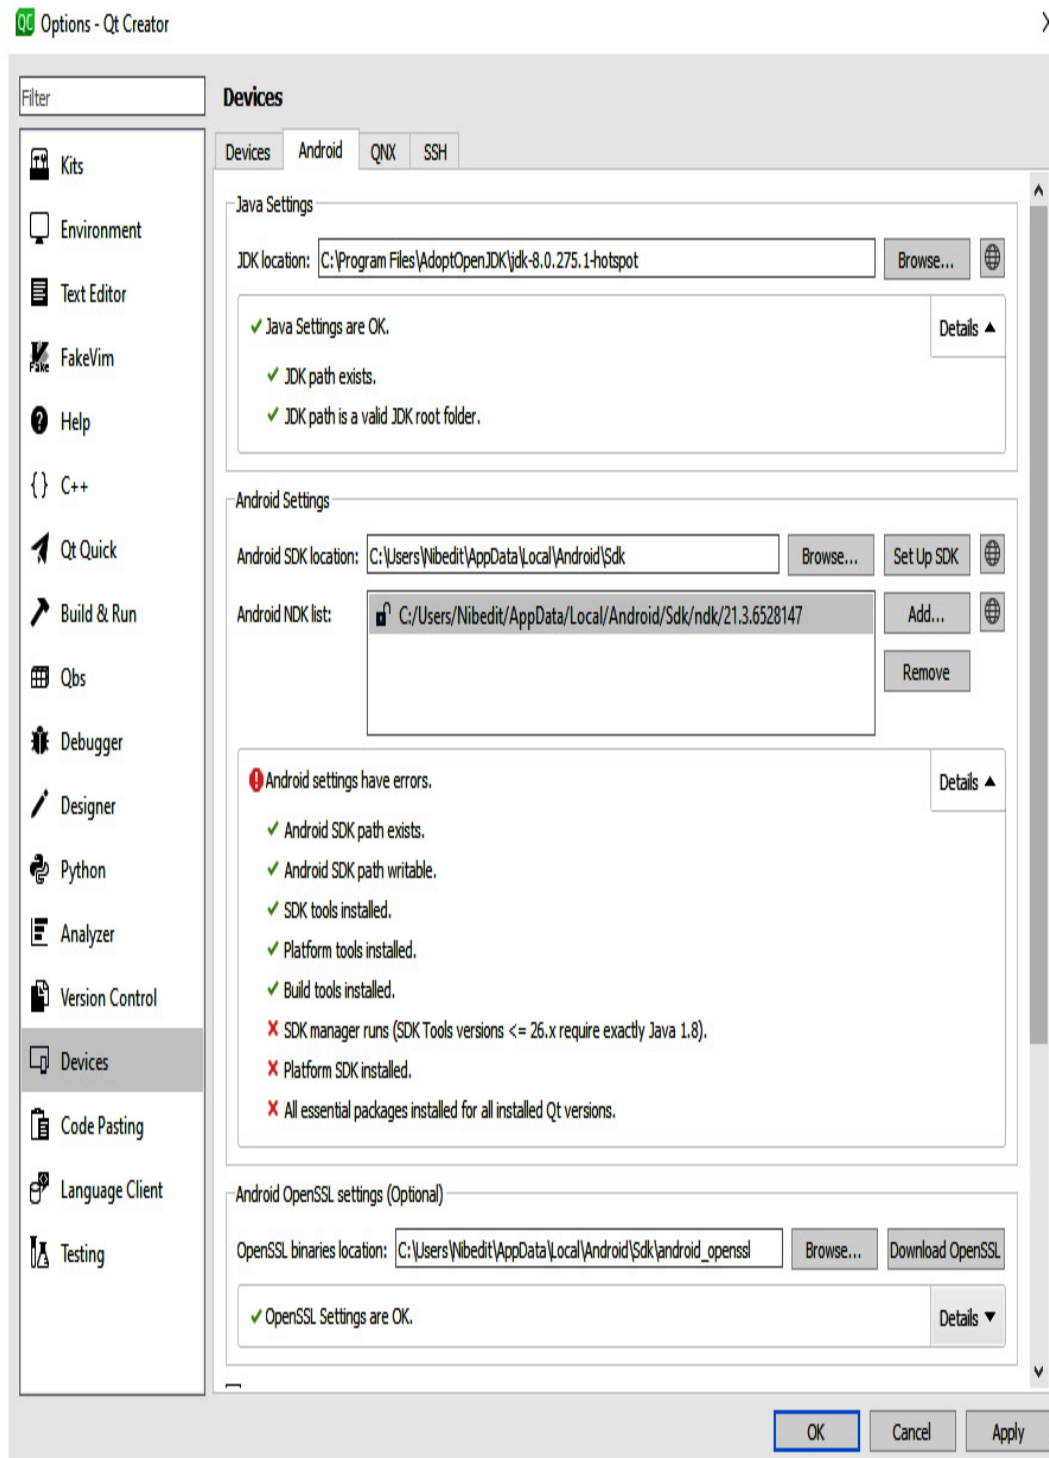 QC Options - Qt Creator
Filter
Kits
Environment
Text Editor
Fake FakeVim
Help
{} C++
Qt Quick
Build & Run
Qbs
Debugger
Designer
Python
Analyzer
Version Control
Devices
Code Pasting
Language Client
Testing
Devices
Devices Android QNX SSH
Java Settings
JDK location: C:\Program Files\AdoptOpenJDK\jdk-8.0.275.1-hotspot Browse...
Java Settings are OK. Details
JDK path exists.
JDK path is a valid JDK root folder.
Android Settings
Android SDK location: C:\Users\Nibedit\AppData\Local\Android\Sdk Browse... Set Up SDK
Android NDK list: C:/Users/Nibedit/AppData/Local/Android/Sdk/ndk/21.3.6528147 Add...
Remove
Android settings have errors. Details
Android SDK path exists.
Android SDK path writable.
SDK tools installed.
Platform tools installed.
Build tools installed.
SDK manager runs (SDK Tools versions <= 26.x require exactly Java 1.8).
Platform SDK installed.
All essential packages installed for all installed Qt versions.
Android OpenSSL settings (Optional)
OpenSSL binaries location: C:\Users\Nibedit\AppData\Local\Android\Sdk\android_openssl Browse... Download OpenSSL
OpenSSL Settings are OK. Details
OK Cancel Apply